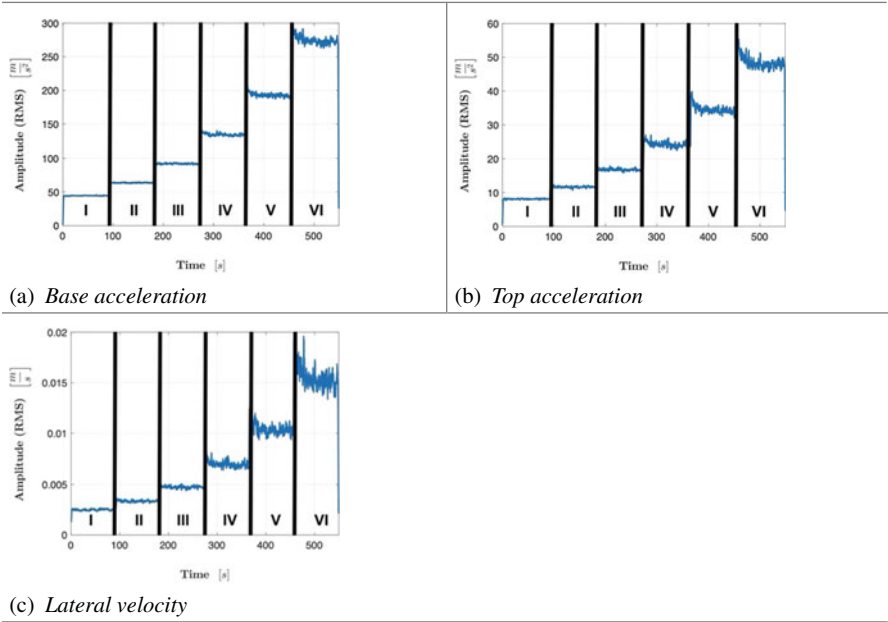 300
250
200
150
100
50
0
Amplitude (RMS) [m/s²]
I II III IV V VI
0 100 200 300 400 500
Time [s]
(a) Base acceleration
60
50
40
30
20
10
0
Amplitude (RMS) [m/s²]
I II III IV V VI
0 100 200 300 400 500
Time [s]
(b) Top acceleration
0.02
0.015
0.01
0.005
0
Amplitude (RMS) [m/s]
I II III IV V VI
0 100 200 300 400 500
Time [s]
(c) Lateral velocity